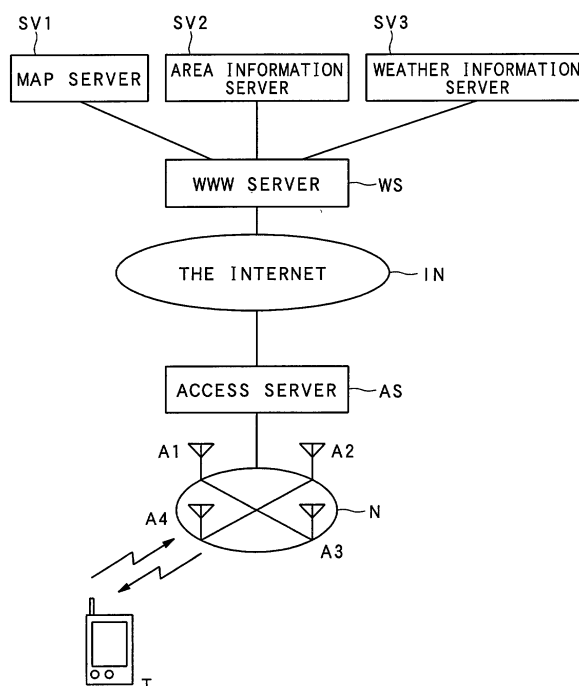 SV1
SV2
SV3
MAP SERVER
AREA INFORMATION
SERVER
WEATHER INFORMATION
SERVER
WWW SERVER
WS
THE INTERNET
IN
ACCESS SERVER
AS
A1
A2
A4
N
A3
T